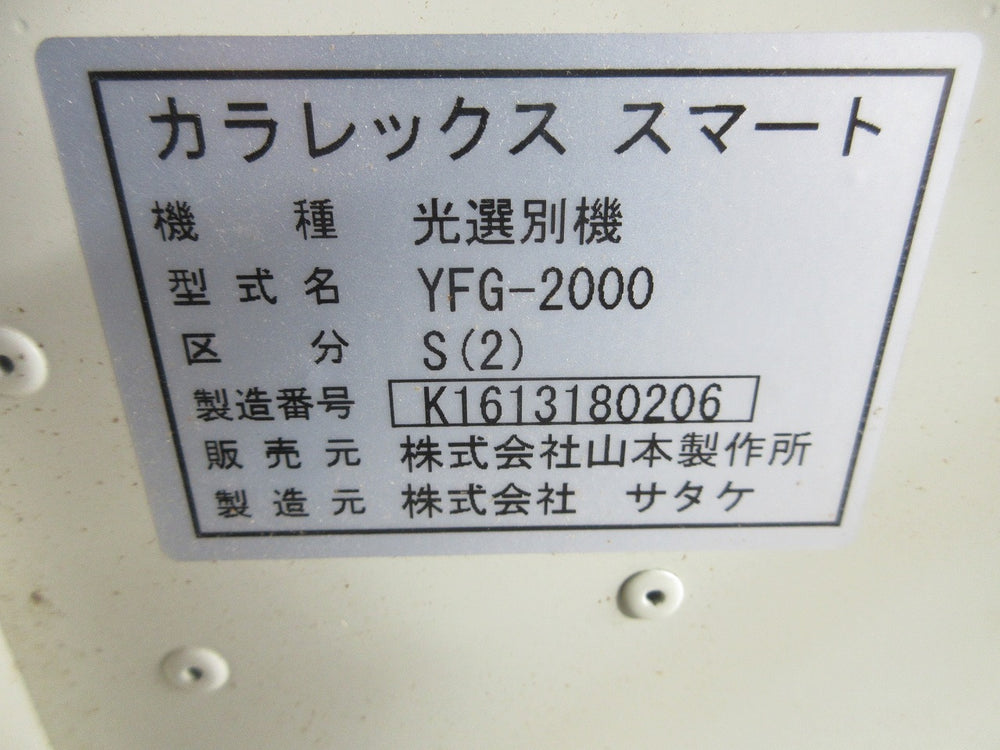 カラレックス スマート
機種 光選別機
型式名 YFG-2000
区分 S(2)
製造番号 K1613180206
販売元 株式会社山本製作所
製造元 株式会社 サタケ